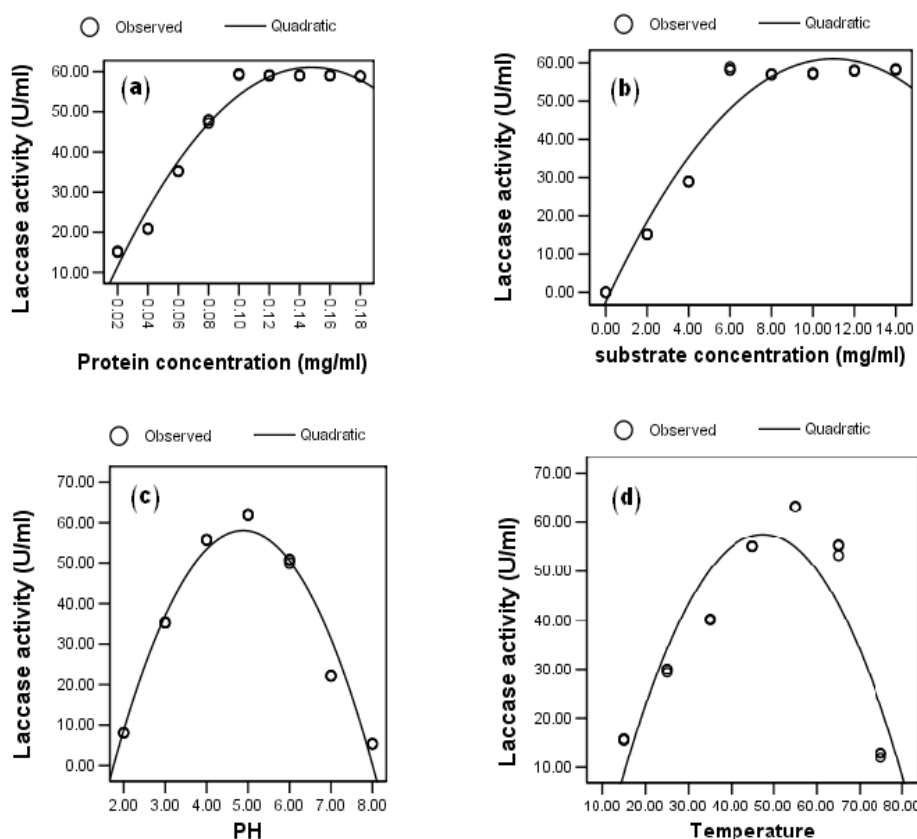 Observed Quadratic
(a)
Laccase activity (U/ml)
60.00
50.00
40.00
30.00
20.00
10.00
0.02 0.04 0.06 0.08 0.10 0.12 0.14 0.16 0.18
Protein concentration (mg/ml)
Observed Quadratic
(b)
Laccase activity (U/ml)
60.00
50.00
40.00
30.00
20.00
10.00
0.00
0.00 2.00 4.00 6.00 8.00 10.00 12.00 14.00
substrate concentration (mg/ml)
Observed Quadratic
(c)
Laccase activity (U/ml)
70.00
60.00
50.00
40.00
30.00
20.00
10.00
0.00
2.00 3.00 4.00 5.00 6.00 7.00 8.00
PH
Observed Quadratic
(d)
Laccase activity (U/ml)
70.00
60.00
50.00
40.00
30.00
20.00
10.00
10.00 20.00 30.00 40.00 50.00 60.00 70.00 80.00
Temperature